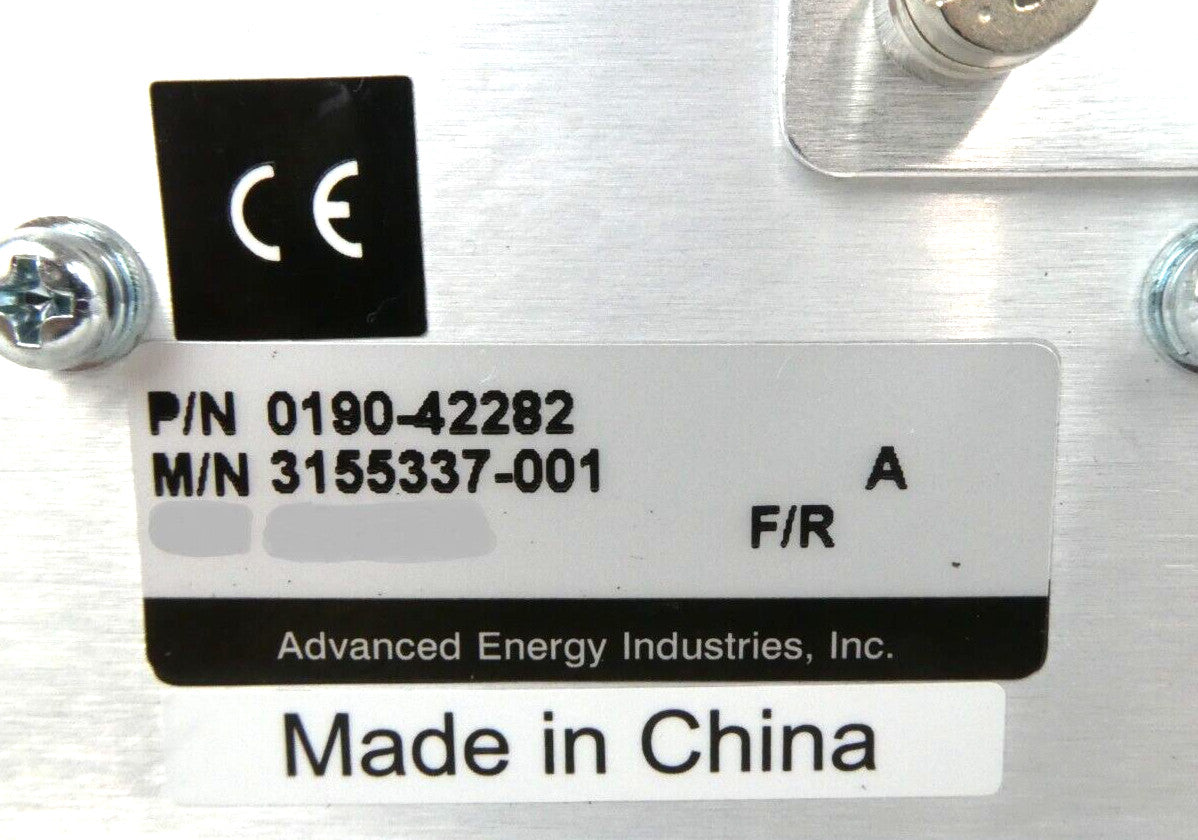 CE
P/N 0190-42282
M/N 3155337-001 A
F/R
Advanced Energy Industries, Inc.
Made in China